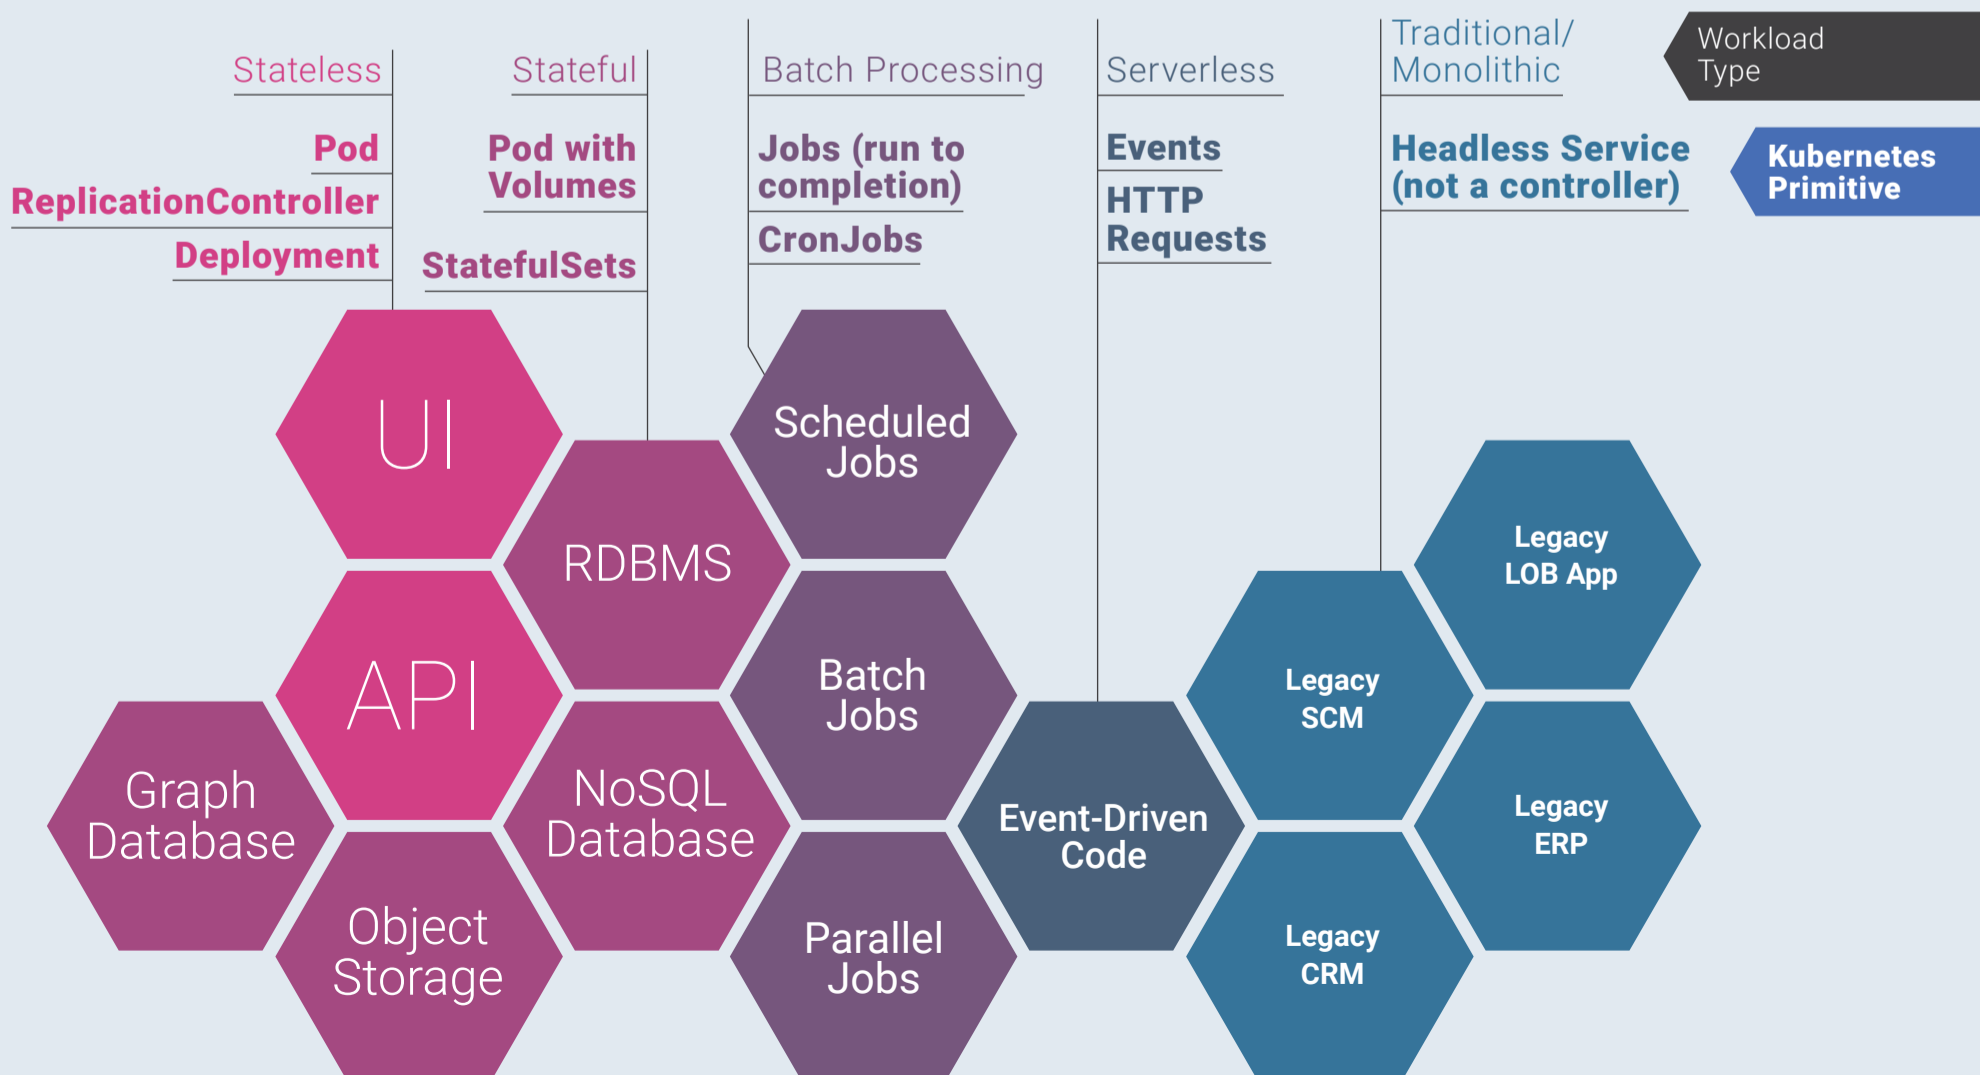 Stateless
Stateful
Batch Processing
Serverless
Traditional/
Monolithic
Workload
Type
Pod
ReplicationController
Deployment
Pod with
Volumes
StatefulSets
Jobs (run to
completion)
CronJobs
Events
HTTP
Requests
Headless Service
(not a controller)
Kubernetes
Primitive
UI
Scheduled
Jobs
RDBMS
Legacy
LOB App
API
Batch
Jobs
Legacy
SCM
Graph
Database
NoSQL
Database
Event-Driven
Code
Legacy
ERP
Object
Storage
Parallel
Jobs
Legacy
CRM